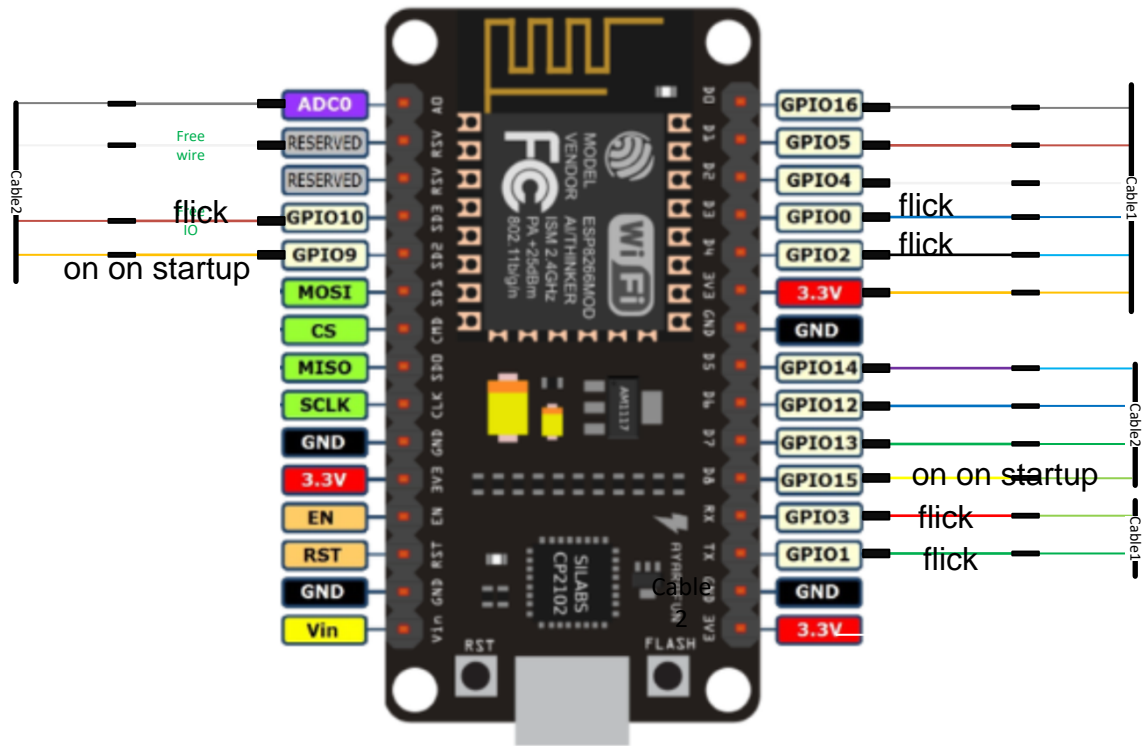 ADC0
RESERVED
RESERVED
GPIO10
GPIO9
MOSI
CS
MISO
SCLK
GND
3.3V
EN
RST
GND
Vin
Free
wire
flick
IO
on on startup
Cable2
A0
RSV
RSV
SD3
SD2
SD1
CMD
SD0
CLK
GND
3V3
EN
RST
GND
Vin
FC
MODEL
VENDOR
ESP8266MOD
AI/THINKER
ISM 2.4GHz
PA +25dBm
802.11b/g/n
Wi Fi
AM1117
SILABS
CP2102
RST
FLASH
Cable
2
D0
D1
D2
D3
D4
3V3
GND
D5
D6
D7
D8
RX
TX
GND
3V3
GPIO16
GPIO5
GPIO4
GPIO0
GPIO2
3.3V
GND
GPIO14
GPIO12
GPIO13
GPIO15
GPIO3
GPIO1
GND
3.3V
flick
flick
on on startup
flick
flick
Cable1
Cable2
Cable1